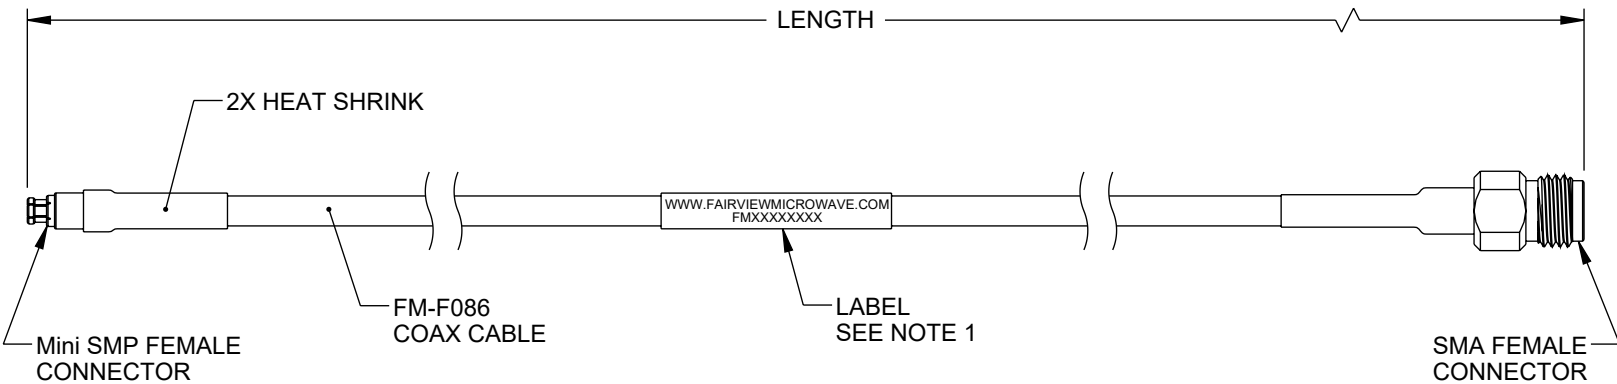 LENGTH
2X HEAT SHRINK
WWW.FAIRVIEWMICROWAVE.COM
FMXXXXXXXX
FM-F086
COAX CABLE
LABEL
SEE NOTE 1
Mini SMP FEMALE
CONNECTOR
SMA FEMALE
CONNECTOR